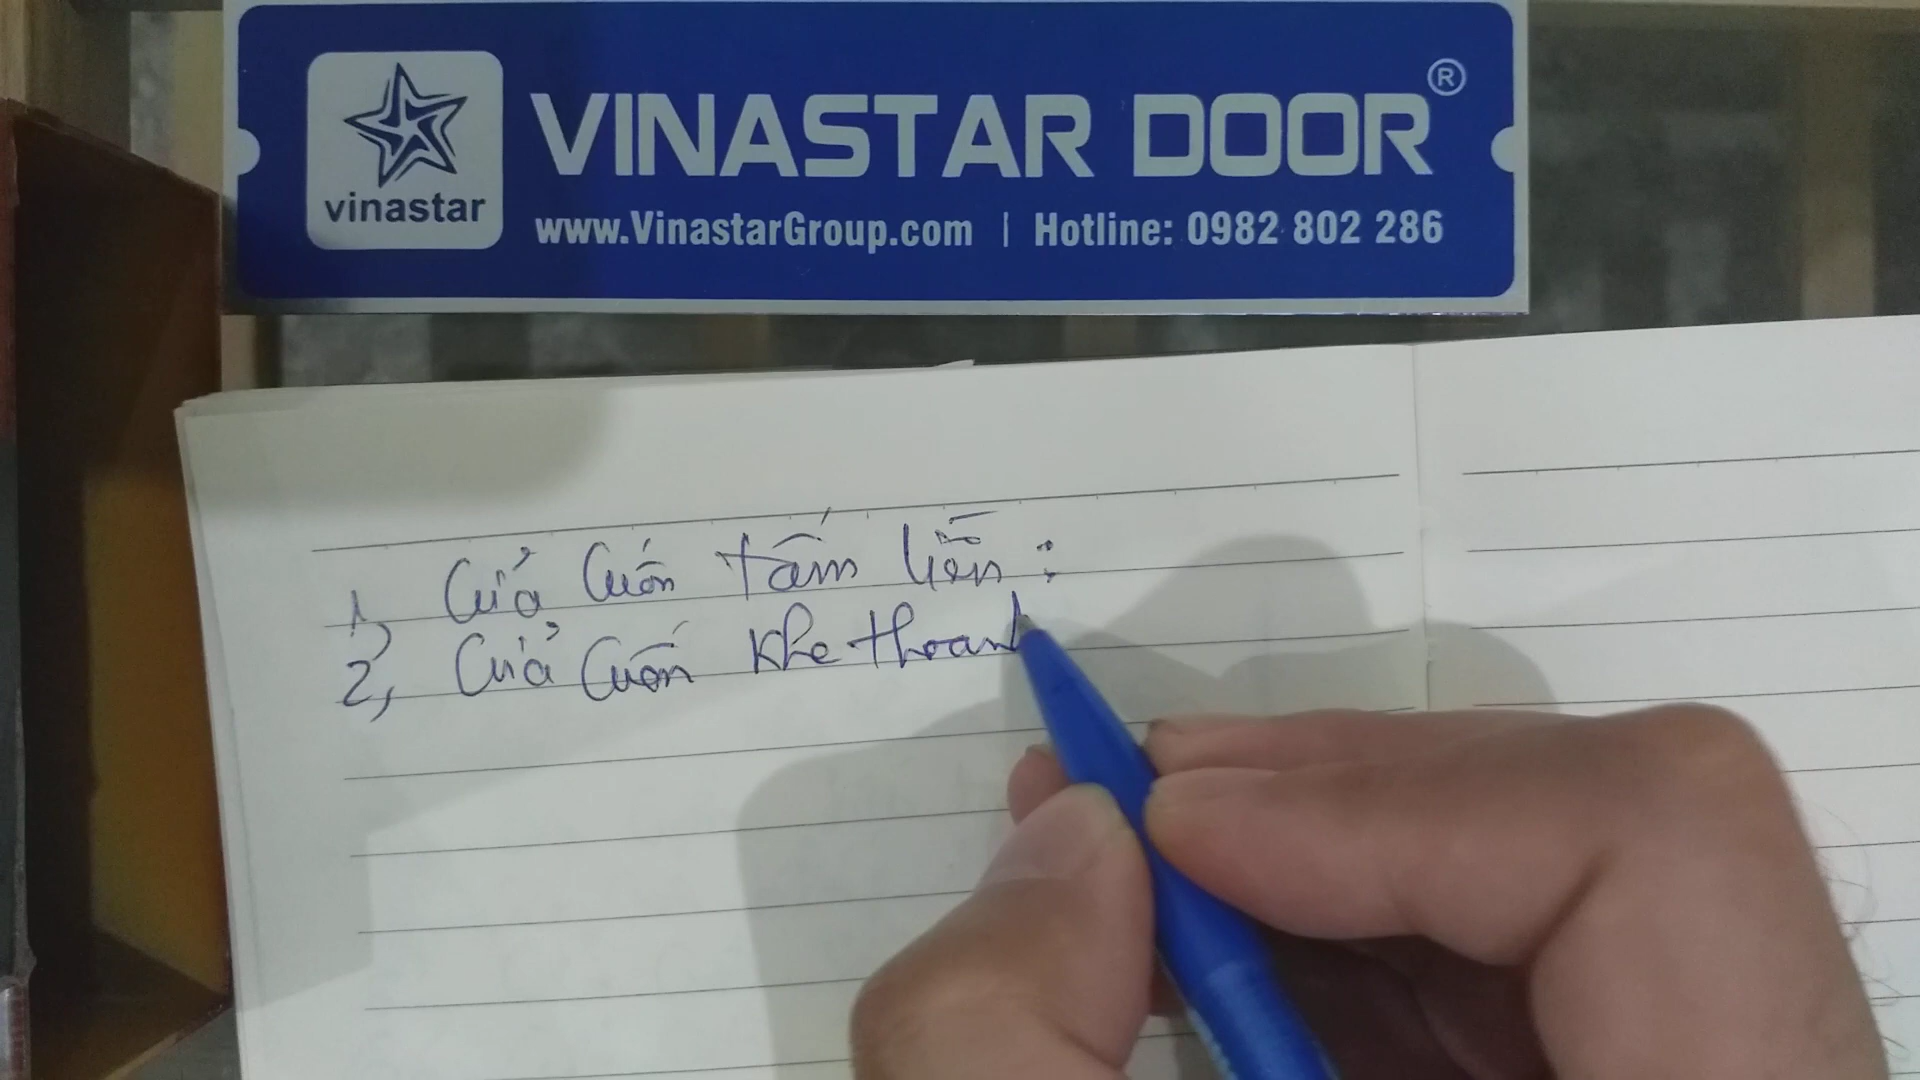 vinastar
VINASTAR DOOR®
www.VinastarGroup.com | Hotline: 0982 802 286
1, Cửa Cuốn tấm liền :
2, Cửa Cuốn khe thoan